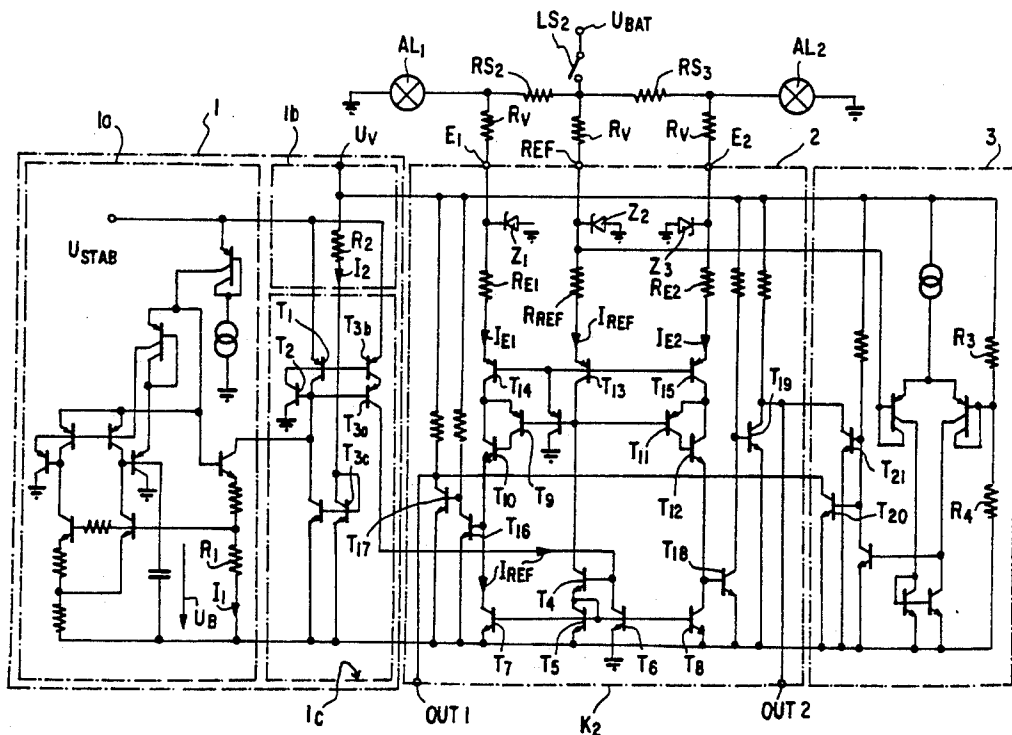 LS2
UBAT
AL1
AL2
RS2
RS3
RV
RV
RV
1
1a
1b
UV
E1
REF
E2
2
3
USTAB
R2
I2
Z1
Z2
Z3
RE1
RREF
RE2
IE1
IREF
IE2
T1
T3b
T2
T3a
T3c
T14
T13
T15
T19
R3
T10
T9
T11
T12
T21
T20
R4
T17
T16
T18
R1
I1
UB
IREF
T4
T7
T5
T6
T8
1c
OUT 1
K2
OUT 2